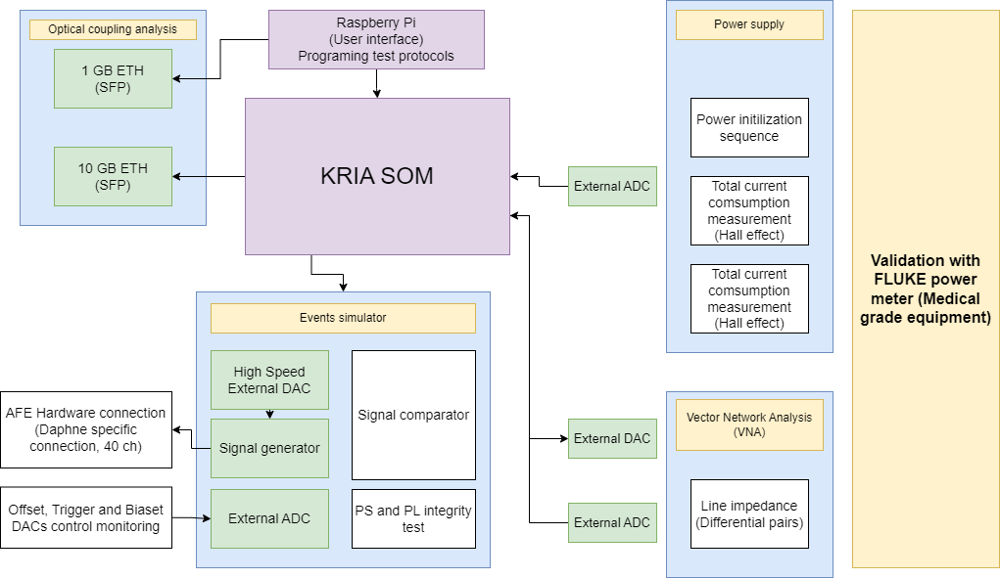 Optical coupling analysis
1 GB ETH
(SFP)
10 GB ETH
(SFP)
Raspberry Pi
(User interface)
Programing test protocols
KRIA SOM
External ADC
Power supply
Power initilization
sequence
Total current
comsumption
measurement
(Hall effect)
Total current
comsumption
measurement
(Hall effect)
Validation with
FLUKE power
meter (Medical
grade equipment)
Events simulator
High Speed
External DAC
Signal generator
External ADC
Signal comparator
PS and PL integrity
test
AFE Hardware connection
(Daphne specific
connection, 40 ch)
Offset, Trigger and Biaset
DACs control monitoring
External DAC
External ADC
Vector Network Analysis
(VNA)
Line impedance
(Differential pairs)